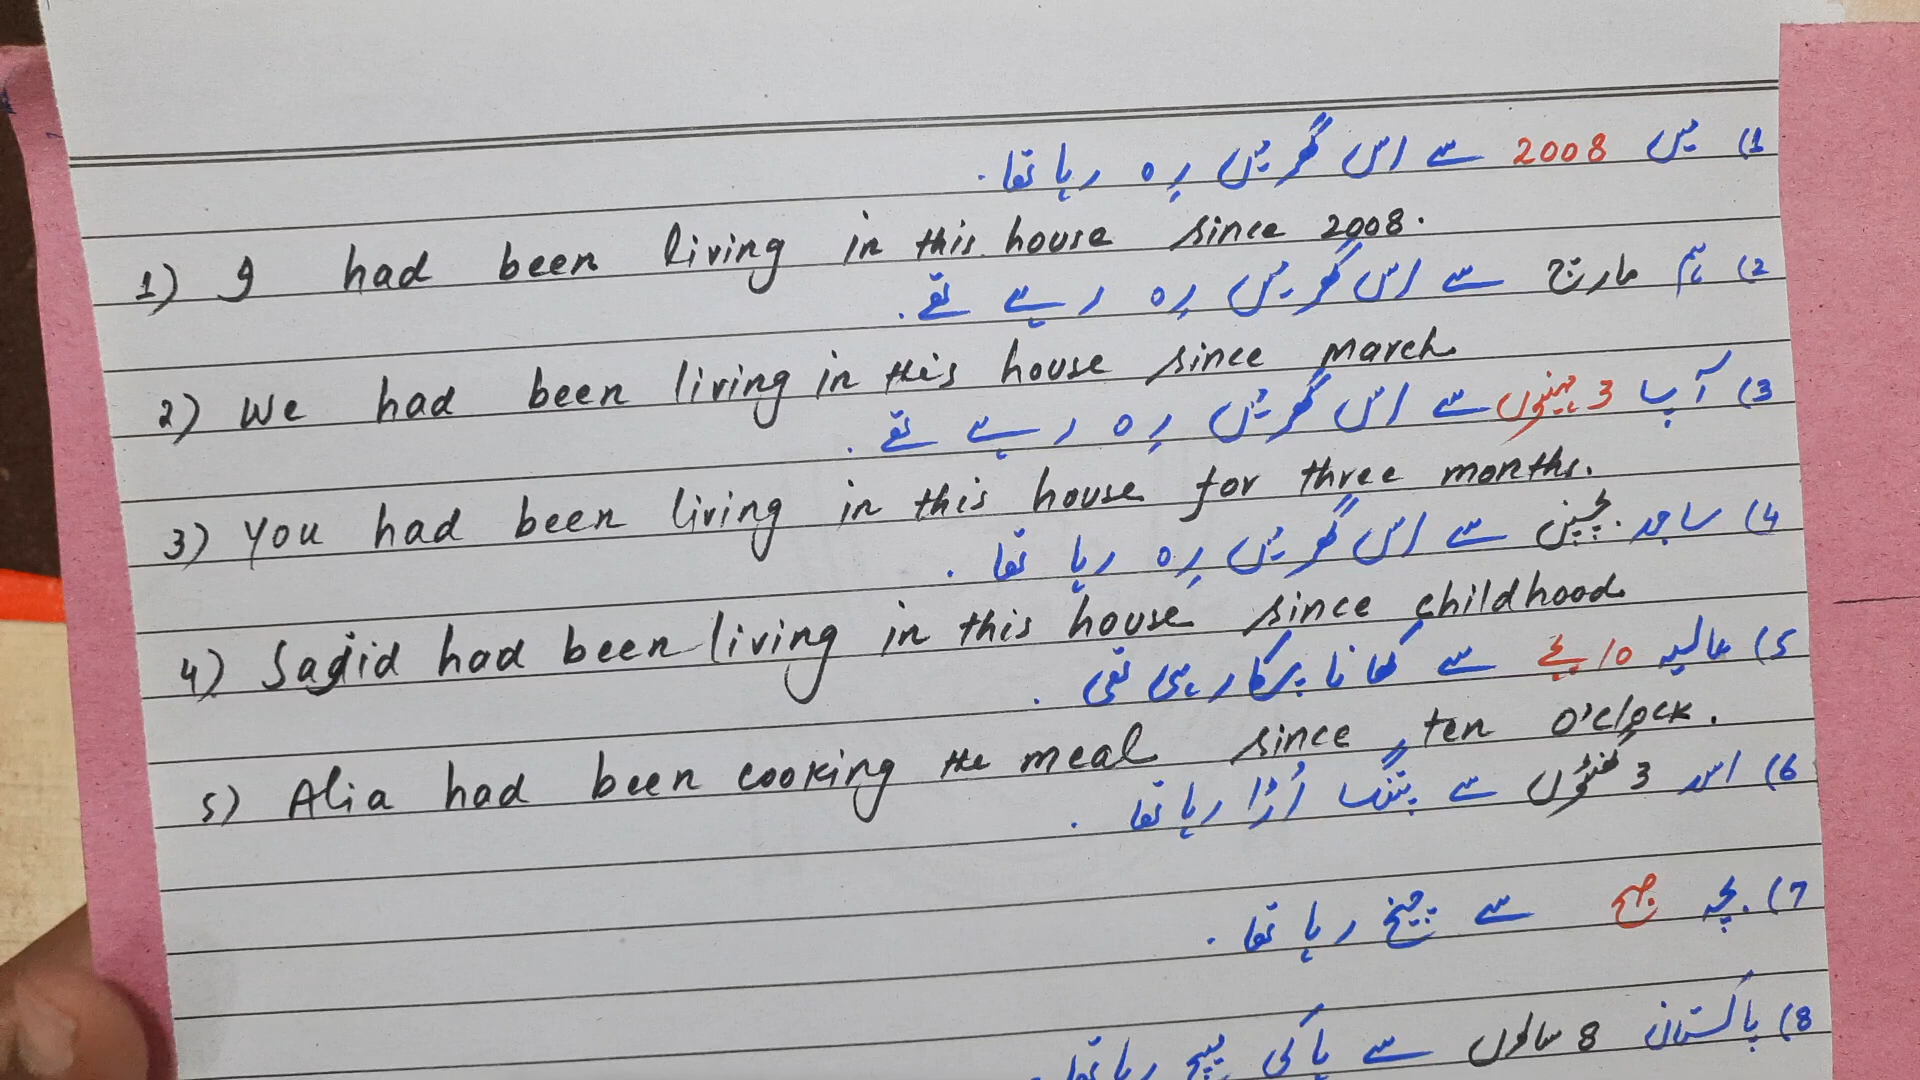 1) میں 2008 سے اس گھر میں رہ رہا تھا.
1) I had been living in this house since 2008.
2) ہم مارچ سے اس گھر میں رہ رہے تھے.
2) We had been living in this house since march.
3) آپ 3 مہینوں سے اس گھر میں رہ رہے تھے.
3) You had been living in this house for three months.
4) ساجد بچپن سے اس گھر میں رہ رہا تھا.
4) Sajid had been living in this house since childhood.
5) عالیہ 10 بجے سے کھانا پکا رہی تھی.
5) Alia had been cooking the meal since ten o'clock.
6) اسد 3 گھنٹوں سے پتنگ اُڑا رہا تھا.
7) بچہ صبح سے چیخ رہا تھا.
8) پاکستان 8 سالوں سے ہاکی جیت رہا تھا.